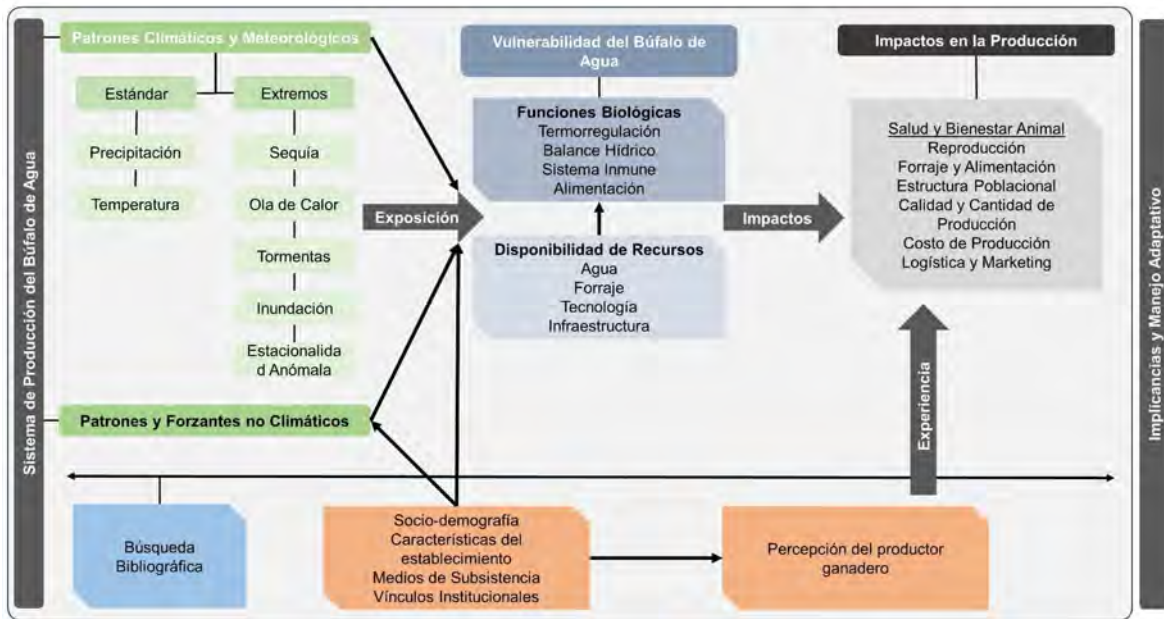 Sistema de Producción del Búfalo de Agua
Patrones Climáticos y Meteorológicos
Estándar
Precipitación
Temperatura
Extremos
Sequía
Ola de Calor
Tormentas
Inundación
Estacionalida
d Anómala
Patrones y Forzantes no Climáticos
Exposición
Vulnerabilidad del Búfalo de
Agua
Funciones Biológicas
Termorregulación
Balance Hídrico
Sistema Inmune
Alimentación
Disponibilidad de Recursos
Agua
Forraje
Tecnología
Infraestructura
Impactos
Impactos en la Producción
Salud y Bienestar Animal
Reproducción
Forraje y Alimentación
Estructura Poblacional
Calidad y Cantidad de
Producción
Costo de Producción
Logística y Marketing
Experiencia
Búsqueda
Bibliográfica
Socio-demografía
Características del
establecimiento
Medios de Subsistencia
Vínculos Institucionales
Percepción del productor
ganadero
Implicancias y Manejo Adaptativo